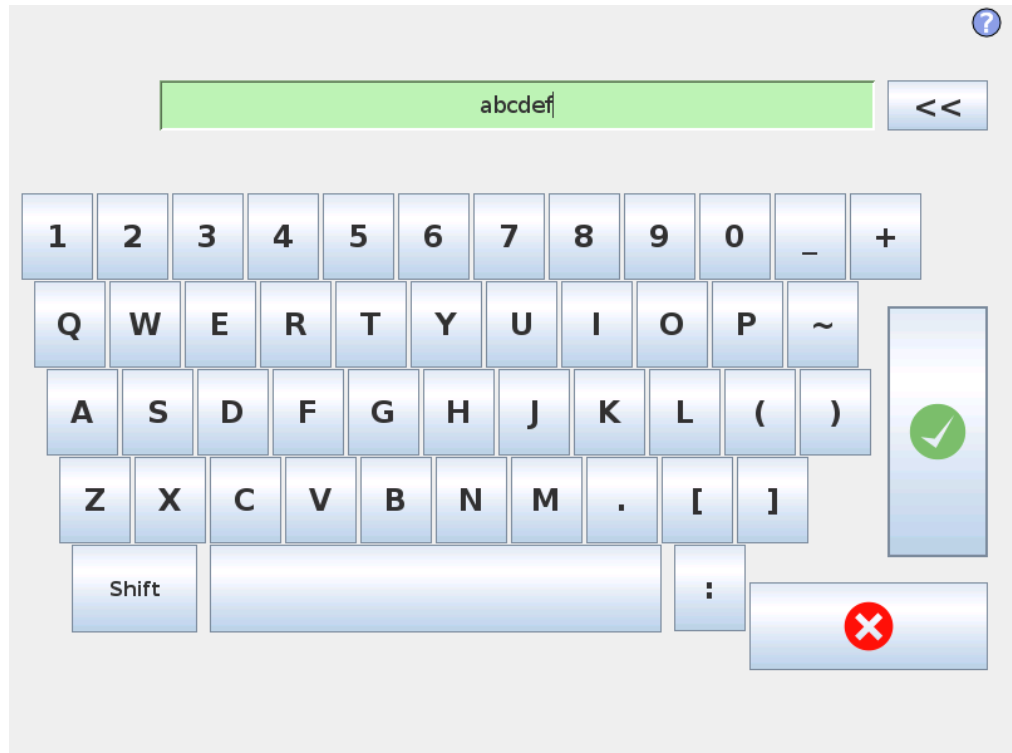 ?
abcdef <<
1 2 3 4 5 6 7 8 9 0 _ +
Q W E R T Y U I O P ~
A S D F G H J K L ( )
Z X C V B N M . [ ]
Shift :